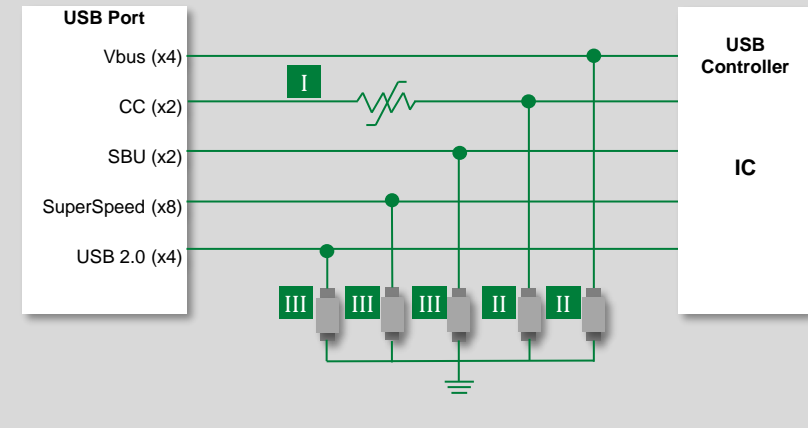 USB Port
Vbus (x4)
CC (x2)
SBU (x2)
SuperSpeed (x8)
USB 2.0 (x4)
I
III
III
III
II
II
USB
Controller
IC